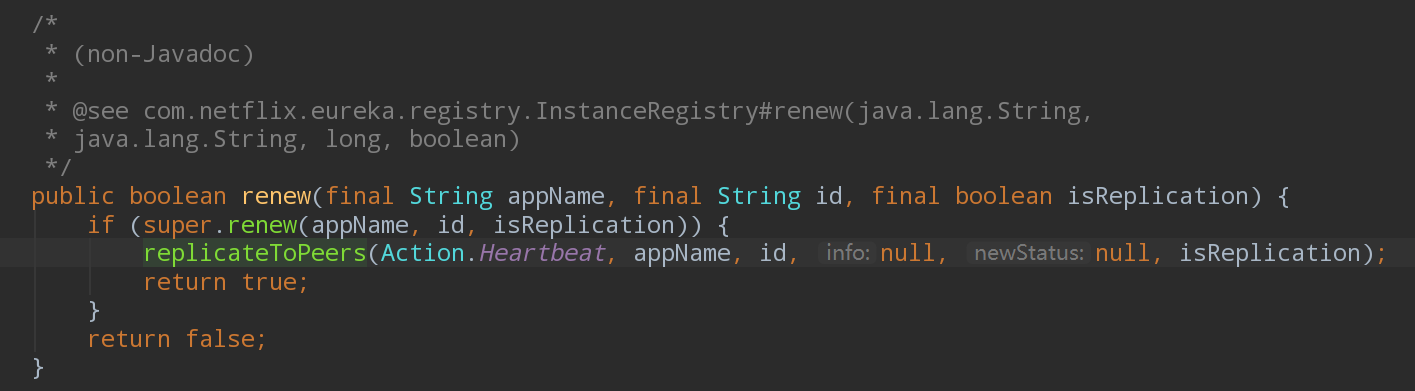 /*
 * (non-Javadoc)
 *
 * @see com.netflix.eureka.registry.InstanceRegistry#renew(java.lang.String,
 * java.lang.String, long, boolean)
 */
public boolean renew(final String appName, final String id, final boolean isReplication) {
    if (super.renew(appName, id, isReplication)) {
        replicateToPeers(Action.Heartbeat, appName, id, info: null, newStatus: null, isReplication);
        return true;
    }
    return false;
}